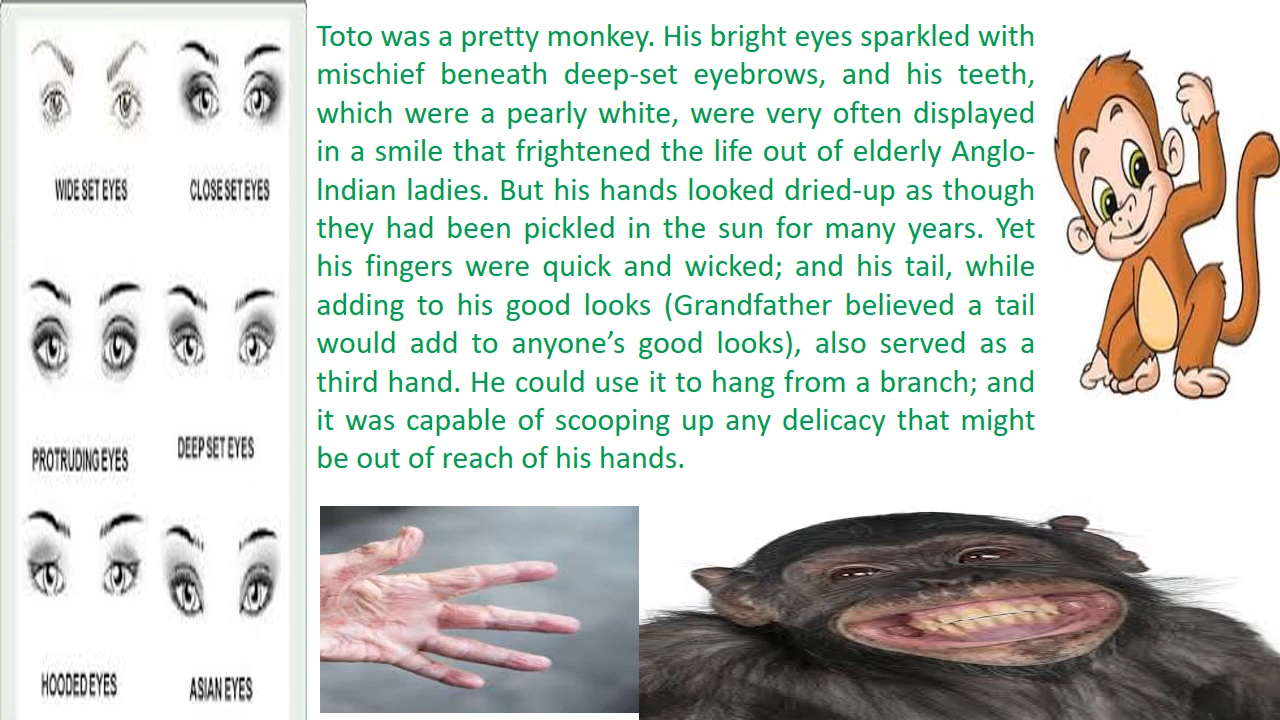 WIDE SET EYES
CLOSE SET EYES
PROTRUDING EYES
DEEP SET EYES
HOODED EYES
ASIAN EYES
Toto was a pretty monkey. His bright eyes sparkled with
mischief beneath deep-set eyebrows, and his teeth,
which were a pearly white, were very often displayed
in a smile that frightened the life out of elderly Anglo-
Indian ladies. But his hands looked dried-up as though
they had been pickled in the sun for many years. Yet
his fingers were quick and wicked; and his tail, while
adding to his good looks (Grandfather believed a tail
would add to anyone’s good looks), also served as a
third hand. He could use it to hang from a branch; and
it was capable of scooping up any delicacy that might
be out of reach of his hands.